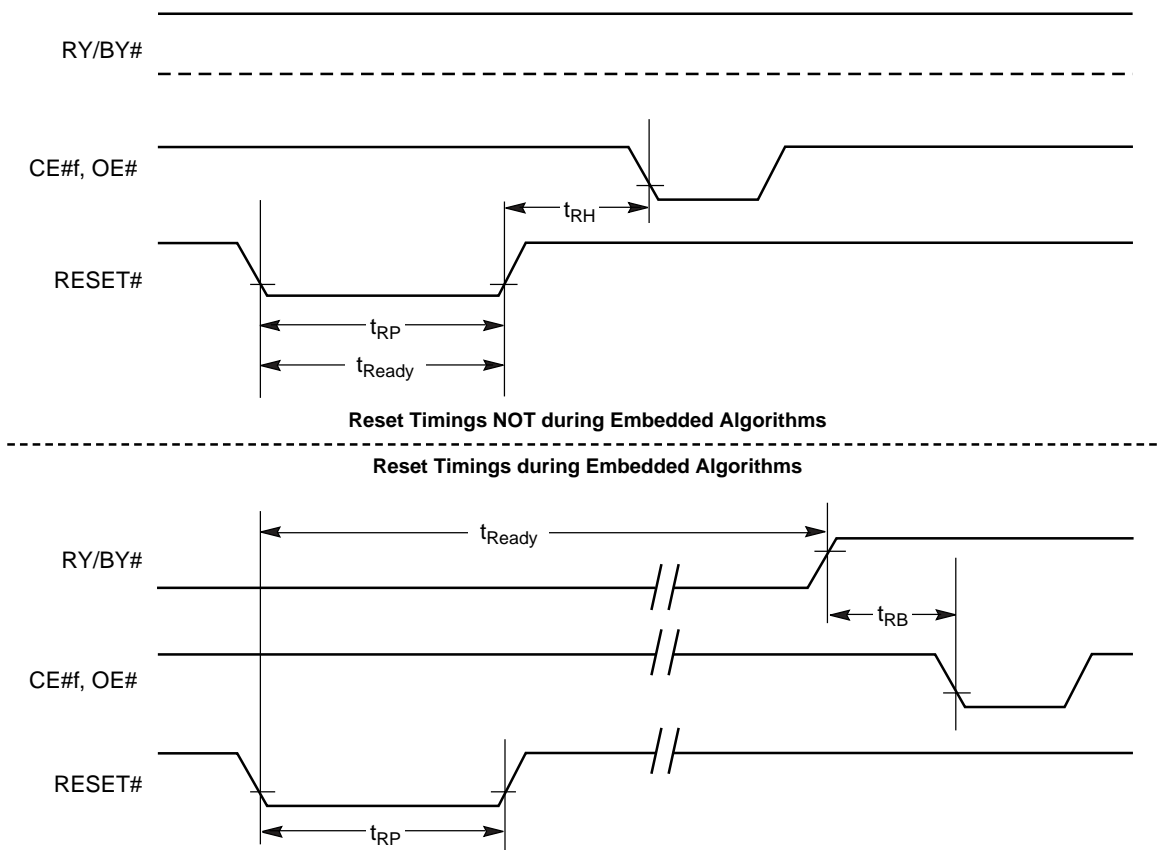 RY/BY#
CE#f, OE#
tRH
RESET#
tRP
tReady
Reset Timings NOT during Embedded Algorithms
Reset Timings during Embedded Algorithms
tReady
RY/BY#
tRB
CE#f, OE#
RESET#
tRP